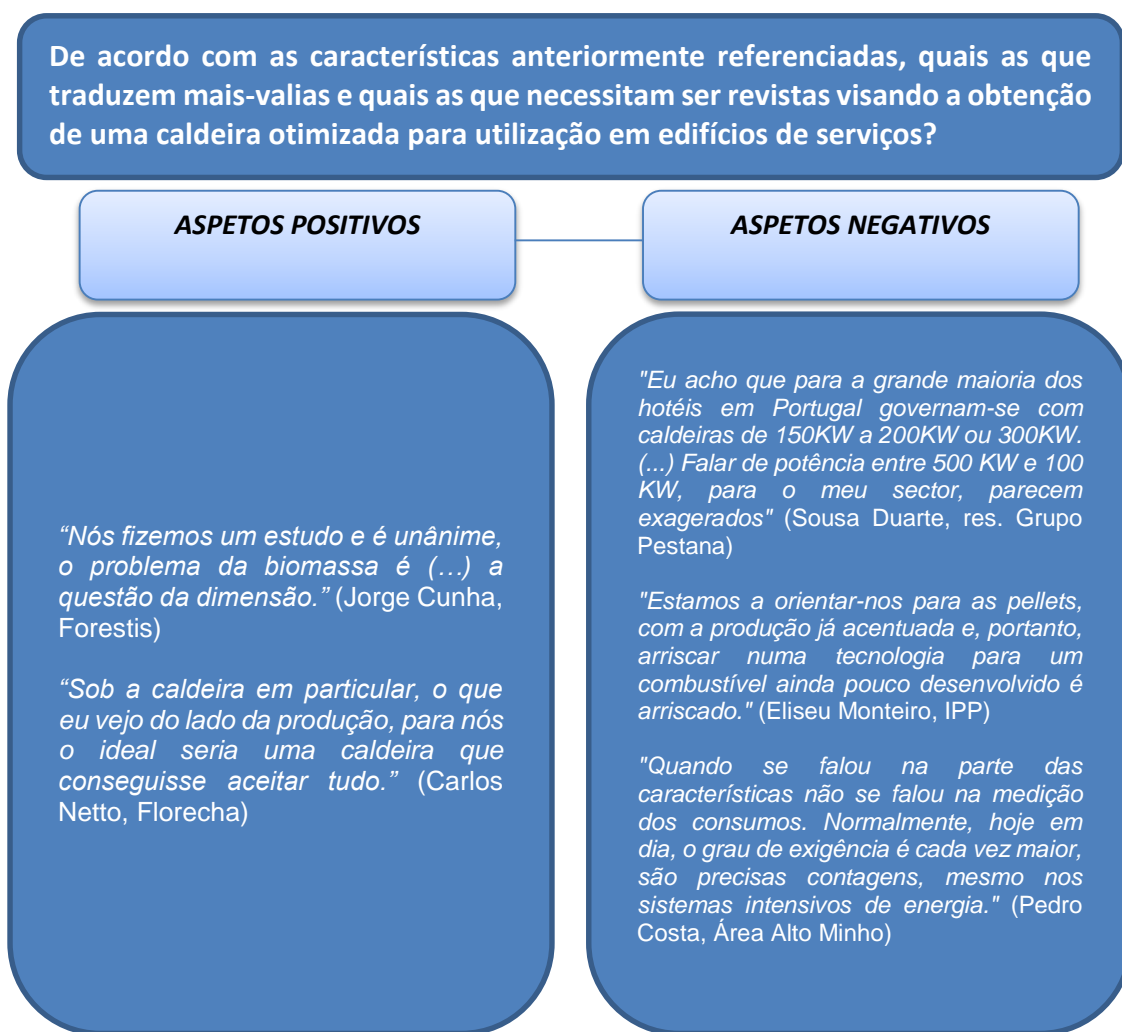 De acordo com as características anteriormente referenciadas, quais as que
traduzem mais-valias e quais as que necessitam ser revistas visando a obtenção
de uma caldeira otimizada para utilização em edifícios de serviços?
ASPETOS POSITIVOS
ASPETOS NEGATIVOS
“Nós fizemos um estudo e é unânime,
o problema da biomassa é (…) a
questão da dimensão.” (Jorge Cunha,
Forestis)
“Sob a caldeira em particular, o que
eu vejo do lado da produção, para nós
o ideal seria uma caldeira que
conseguisse aceitar tudo.” (Carlos
Netto, Florecha)
"Eu acho que para a grande maioria dos
hotéis em Portugal governam-se com
caldeiras de 150KW a 200KW ou 300KW.
(...) Falar de potência entre 500 KW e 100
KW, para o meu sector, parecem
exagerados" (Sousa Duarte, res. Grupo
Pestana)
"Estamos a orientar-nos para as pellets,
com a produção já acentuada e, portanto,
arriscar numa tecnologia para um
combustível ainda pouco desenvolvido é
arriscado." (Eliseu Monteiro, IPP)
"Quando se falou na parte das
características não se falou na medição
dos consumos. Normalmente, hoje em
dia, o grau de exigência é cada vez maior,
são precisas contagens, mesmo nos
sistemas intensivos de energia." (Pedro
Costa, Área Alto Minho)